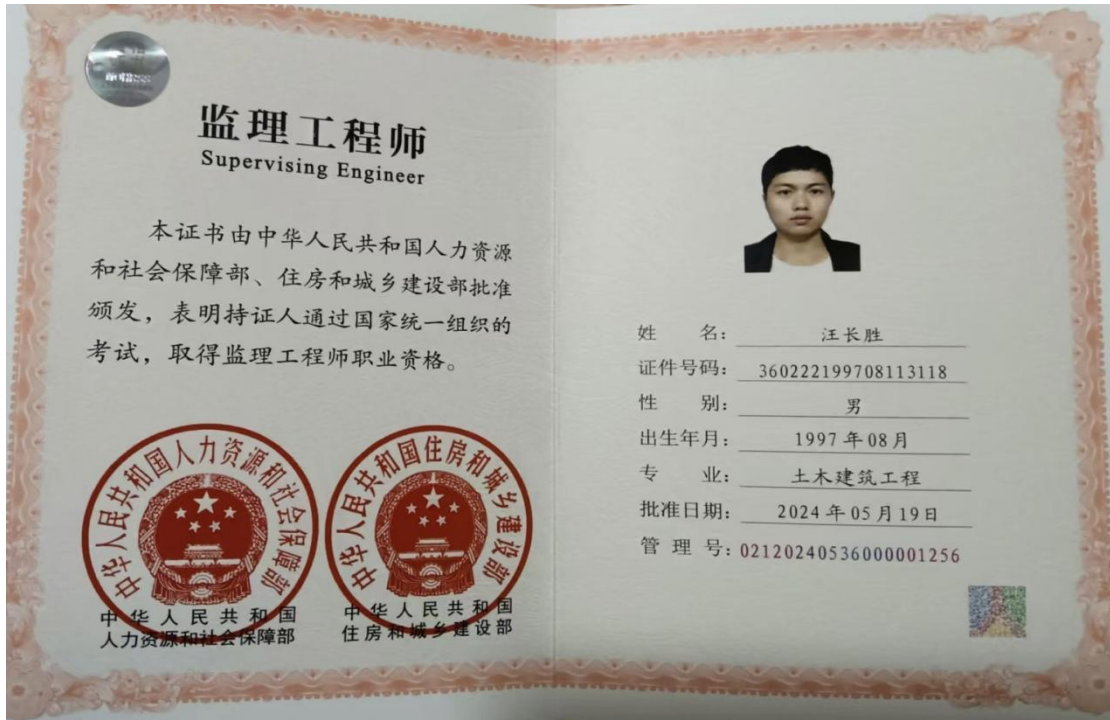 监理工程师
Supervising Engineer
本证书由中华人民共和国人力资源
和社会保障部、住房和城乡建设部批准
颁发，表明持证人通过国家统一组织的
考试，取得监理工程师职业资格。
中华人民共和国人力资源和社会保障部
中华人民共和国住房和城乡建设部
中华人民共和国
人力资源和社会保障部
中华人民共和国
住房和城乡建设部
姓 名：汪长胜
证件号码：360222199708113118
性 别：男
出生年月：1997年08月
专 业：土木建筑工程
批准日期：2024年05月19日
管 理 号：02120240536000001256